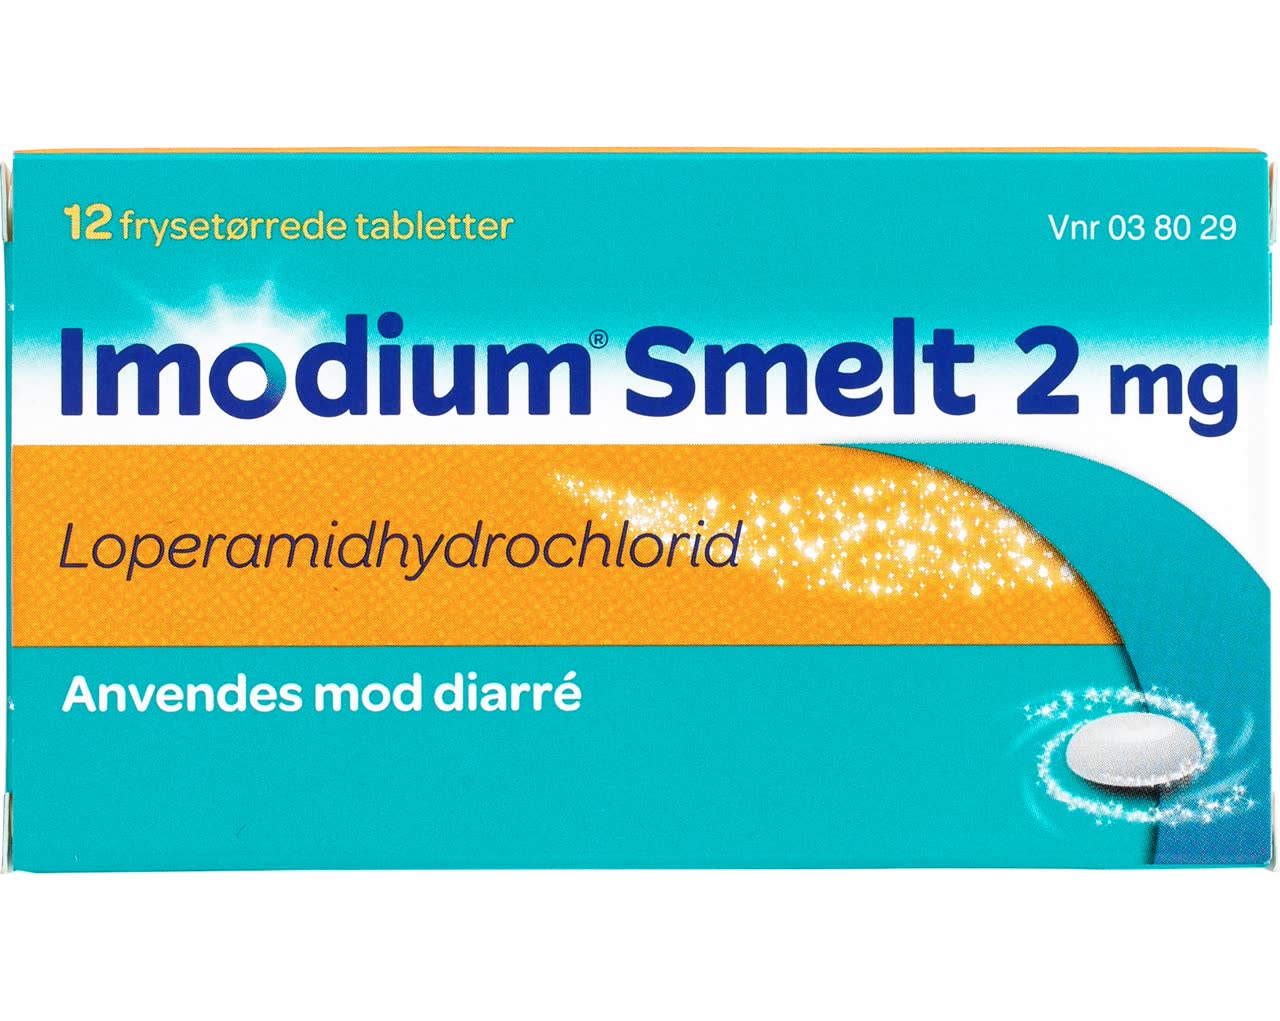 12 frysetørrede tabletter
Vnr 03 80 29
Imodium® Smelt 2 mg
Loperamidhydrochlorid
Anvendes mod diarré